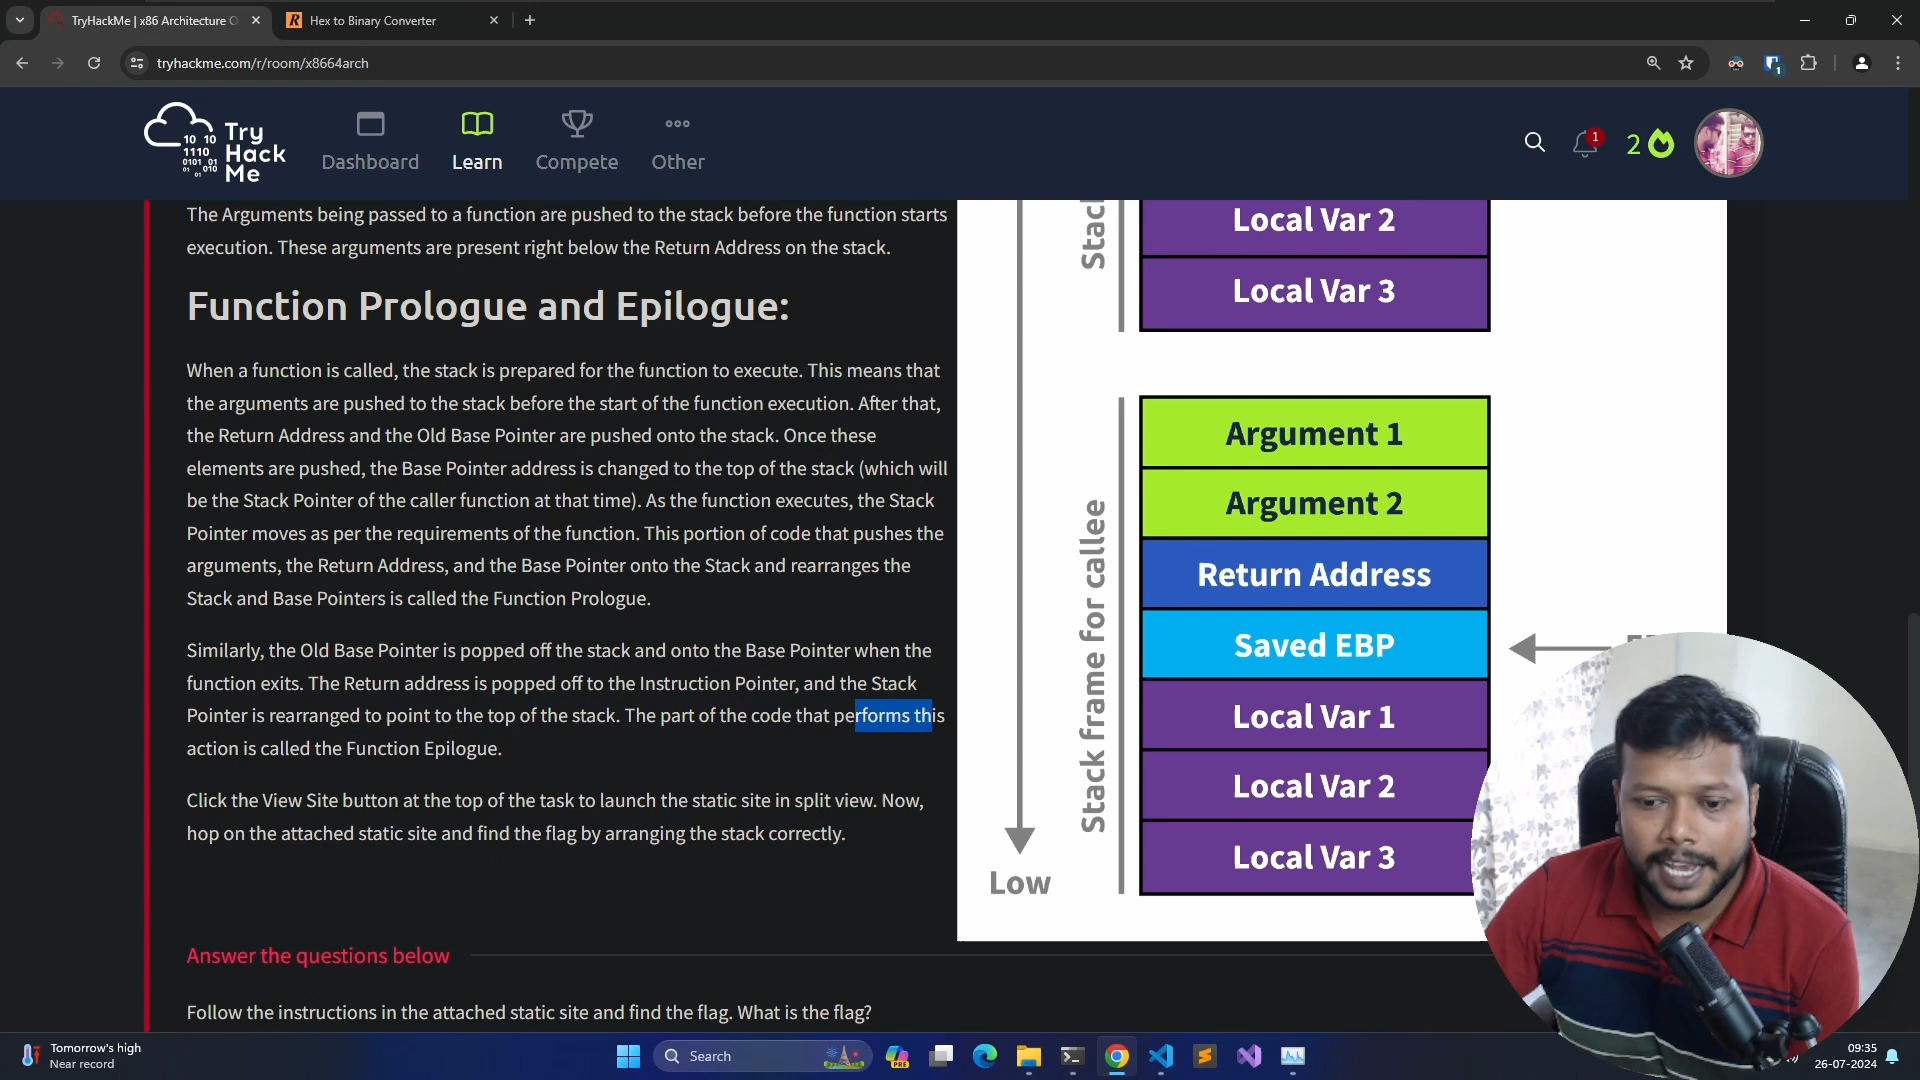 TryHackMe | x86 Architecture O
Hex to Binary Converter
tryhackme.com/r/room/x8664arch
1
10 10
1110
0101 01
01 010
Try
Hack
Me
Dashboard
Learn
Compete
Other
1
2
The Arguments being passed to a function are pushed to the stack before the function starts
execution. These arguments are present right below the Return Address on the stack.
Function Prologue and Epilogue:
When a function is called, the stack is prepared for the function to execute. This means that
the arguments are pushed to the stack before the start of the function execution. After that,
the Return Address and the Old Base Pointer are pushed onto the stack. Once these
elements are pushed, the Base Pointer address is changed to the top of the stack (which will
be the Stack Pointer of the caller function at that time). As the function executes, the Stack
Pointer moves as per the requirements of the function. This portion of code that pushes the
arguments, the Return Address, and the Base Pointer onto the Stack and rearranges the
Stack and Base Pointers is called the Function Prologue.
Similarly, the Old Base Pointer is popped off the stack and onto the Base Pointer when the
function exits. The Return address is popped off to the Instruction Pointer, and the Stack
Pointer is rearranged to point to the top of the stack. The part of the code that performs this
action is called the Function Epilogue.
Click the View Site button at the top of the task to launch the static site in split view. Now,
hop on the attached static site and find the flag by arranging the stack correctly.
Stac
Local Var 2
Local Var 3
Stack frame for callee
Argument 1
Argument 2
Return Address
Saved EBP
Local Var 1
Local Var 2
Local Var 3
Low
Answer the questions below
Follow the instructions in the attached static site and find the flag. What is the flag?
Tomorrow's high
Near record
Search
PRE
09:35
26-07-2024